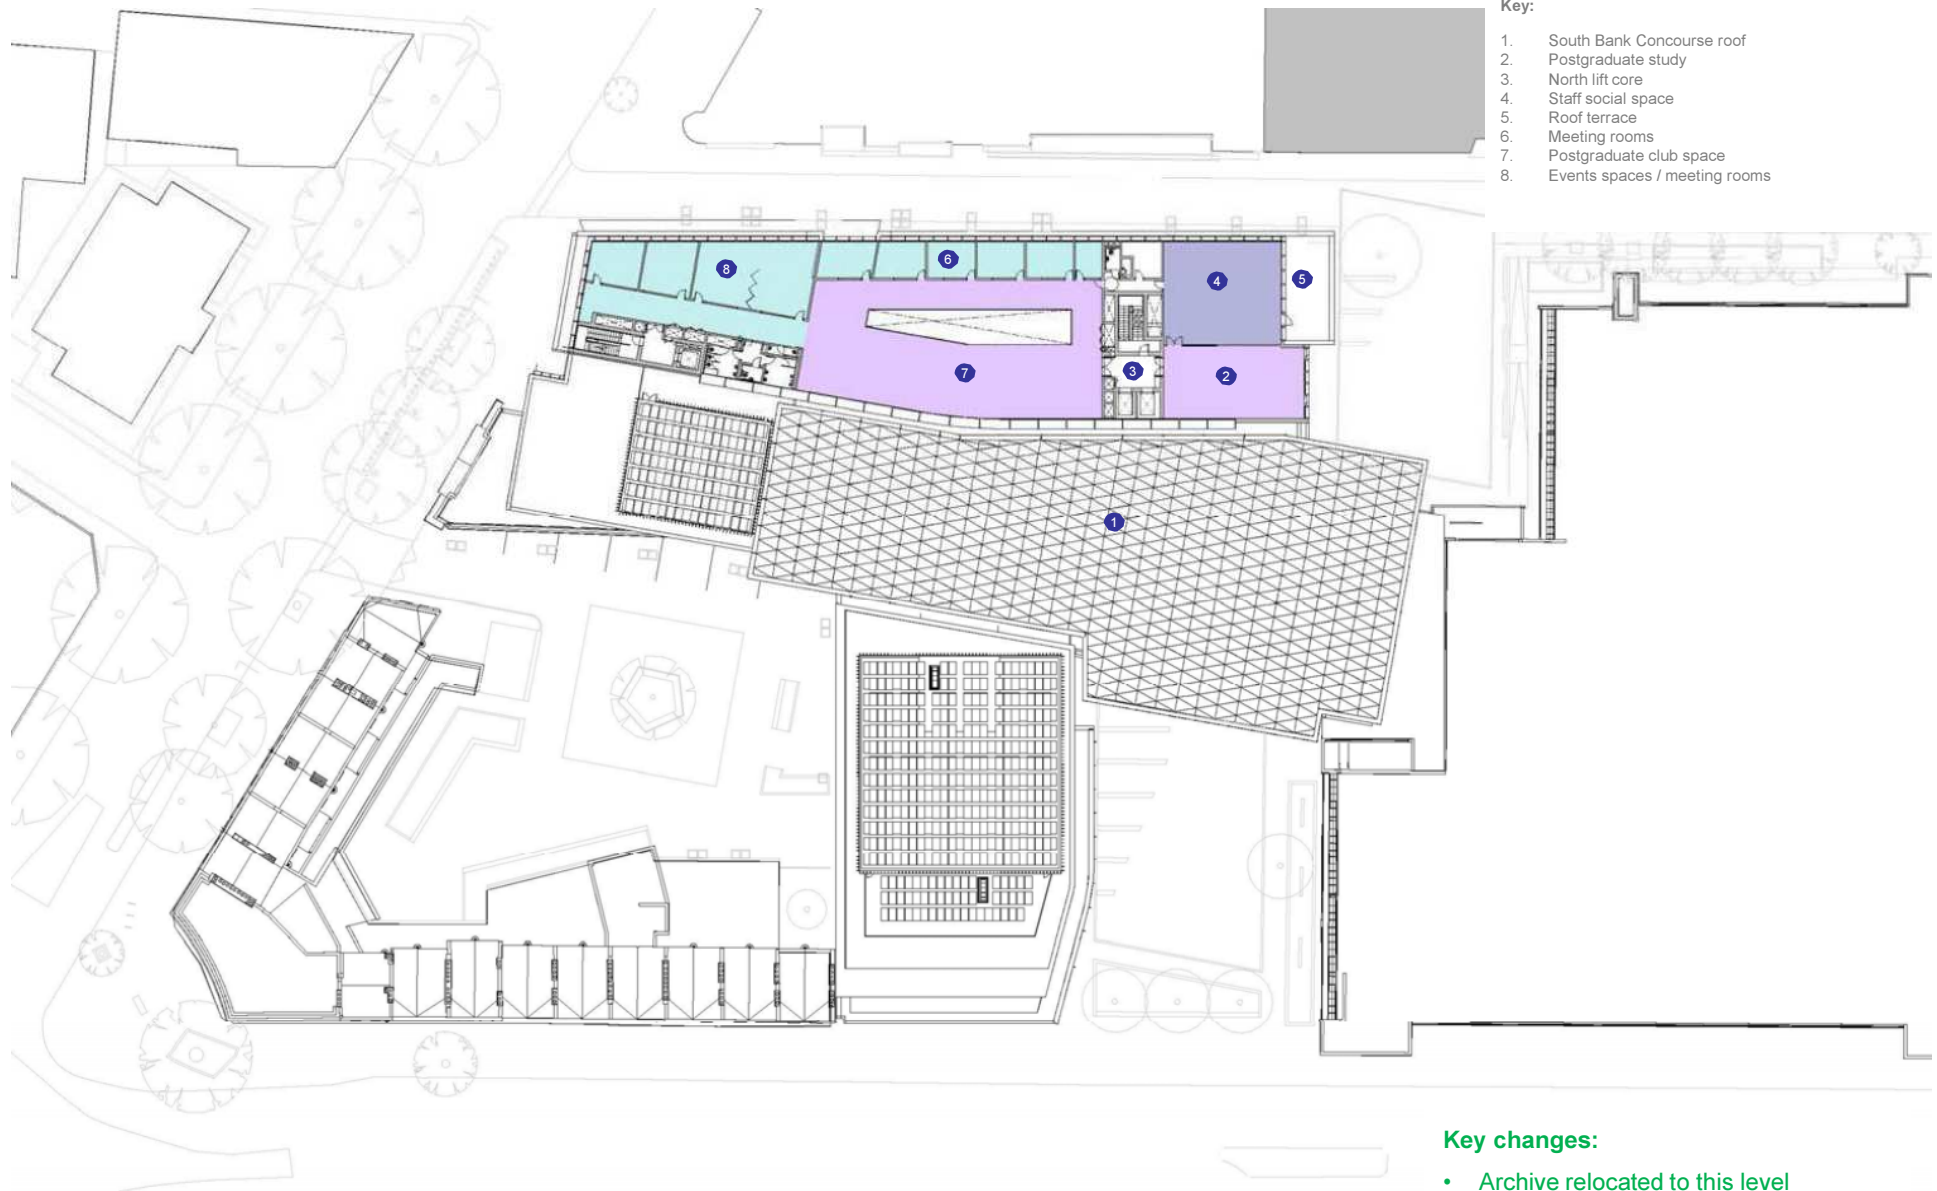 Key:
1. South Bank Concourse roof
2. Postgraduate study
3. North lift core
4. Staff social space
5. Roof terrace
6. Meeting rooms
7. Postgraduate club space
8. Events spaces / meeting rooms
8
6
4
5
7
3
2
1
Key changes:
• Archive relocated to this level